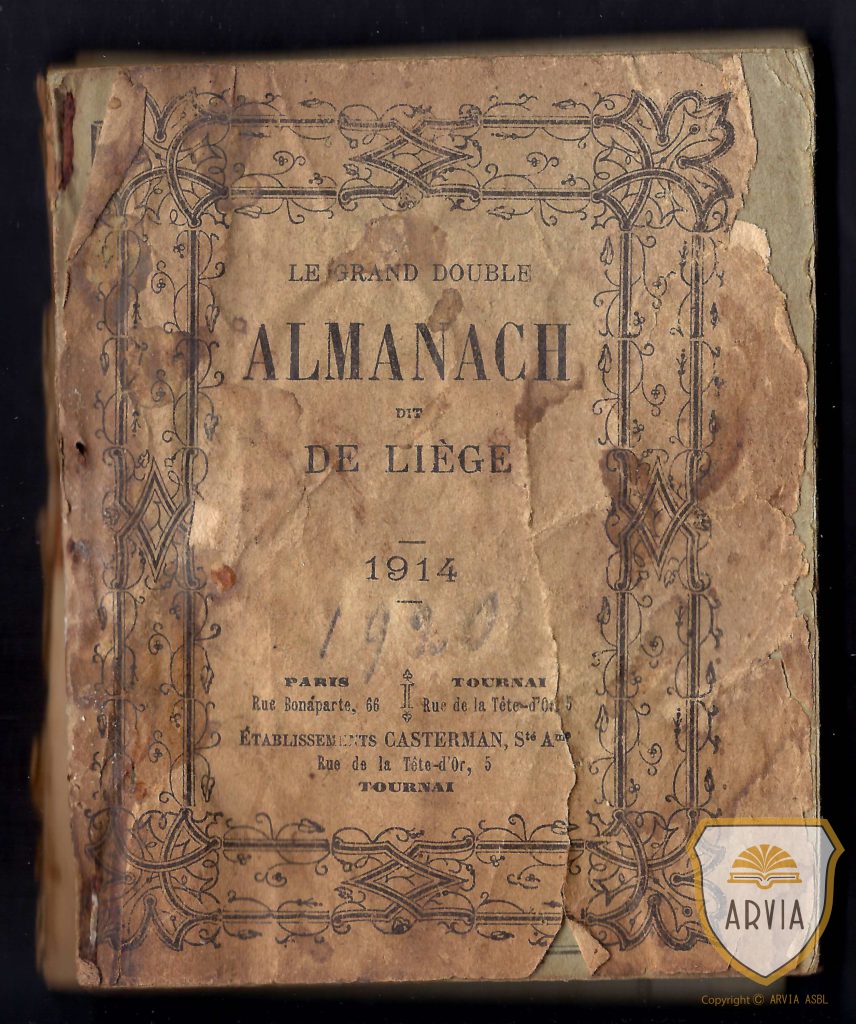 LE GRAND DOUBLE
ALMANACH
DIT
DE LIÈGE
1914
1920
PARIS TOURNAI
Rue Bonaparte, 66 Rue de la Tête-d'Or, 5
ÉTABLISSEMENTS CASTERMAN, Sté Ame
Rue de la Tête-d'Or, 5
TOURNAI
ARVIA
Copyright © ARVIA ASBL